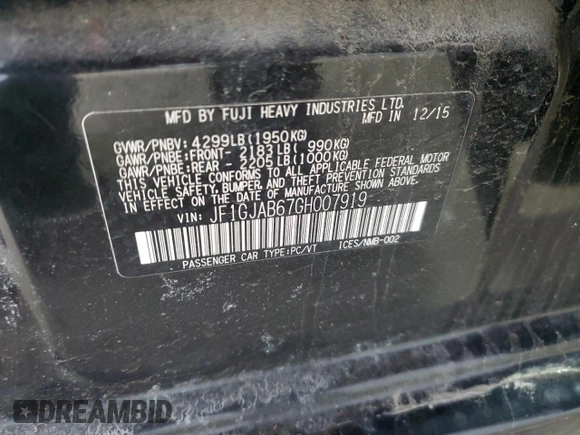 MFD BY FUJI HEAVY INDUSTRIES LTD.
MFD IN 12/15
GVWR/PNBV: 4299LB(1950KG)
GAWR/PNBE:FRONT- 2183LB( 990KG)
GAWR/PNBE:REAR - 2205LB(1000KG)
THIS VEHICLE CONFORMS TO ALL APPLICABLE FEDERAL MOTOR
VEHICLE SAFETY, BUMPER, AND THEFT PREVENTION STANDARDS
IN EFFECT ON THE DATE OF MANUFACTURE SHOWN ABOVE.
VIN: JF1GJAB67GH007919
PASSENGER CAR TYPE:PC/VT ICES/NMB-002
DREAMBID